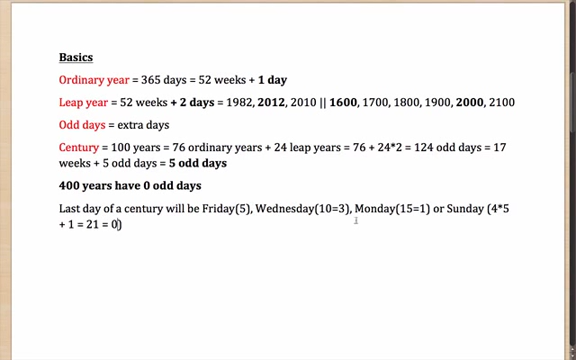 Basics
Ordinary year = 365 days = 52 weeks + 1 day
Leap year = 52 weeks + 2 days = 1982, 2012, 2010 || 1600, 1700, 1800, 1900, 2000, 2100
Odd days = extra days
Century = 100 years = 76 ordinary years + 24 leap years = 76 + 24*2 = 124 odd days = 17
weeks + 5 odd days = 5 odd days
400 years have 0 odd days
Last day of a century will be Friday(5), Wednesday(10=3), Monday(15=1) or Sunday (4*5
+ 1 = 21 = 0)